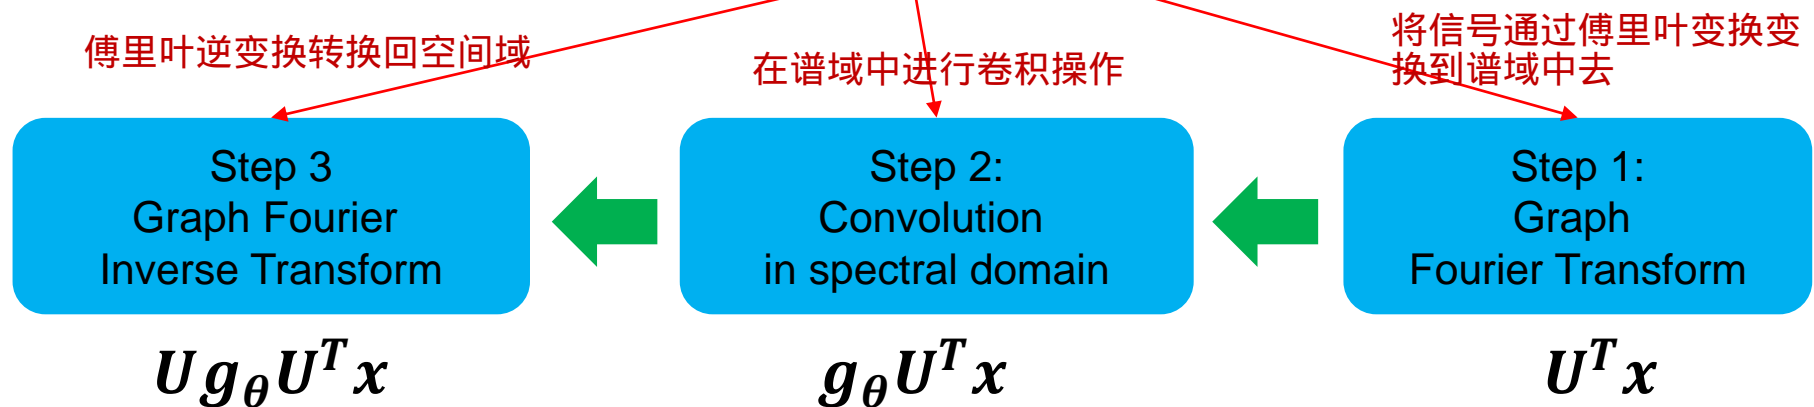 傅里叶逆变换转换回空间域
在谱域中进行卷积操作
将信号通过傅里叶变变
换到谱域中去
Step 3
Graph Fourier
Inverse Transform
Step 2:
Convolution
in spectral domain
Step 1:
Graph
Fourier Transform
Ug_θU^Tx
g_θU^Tx
U^Tx